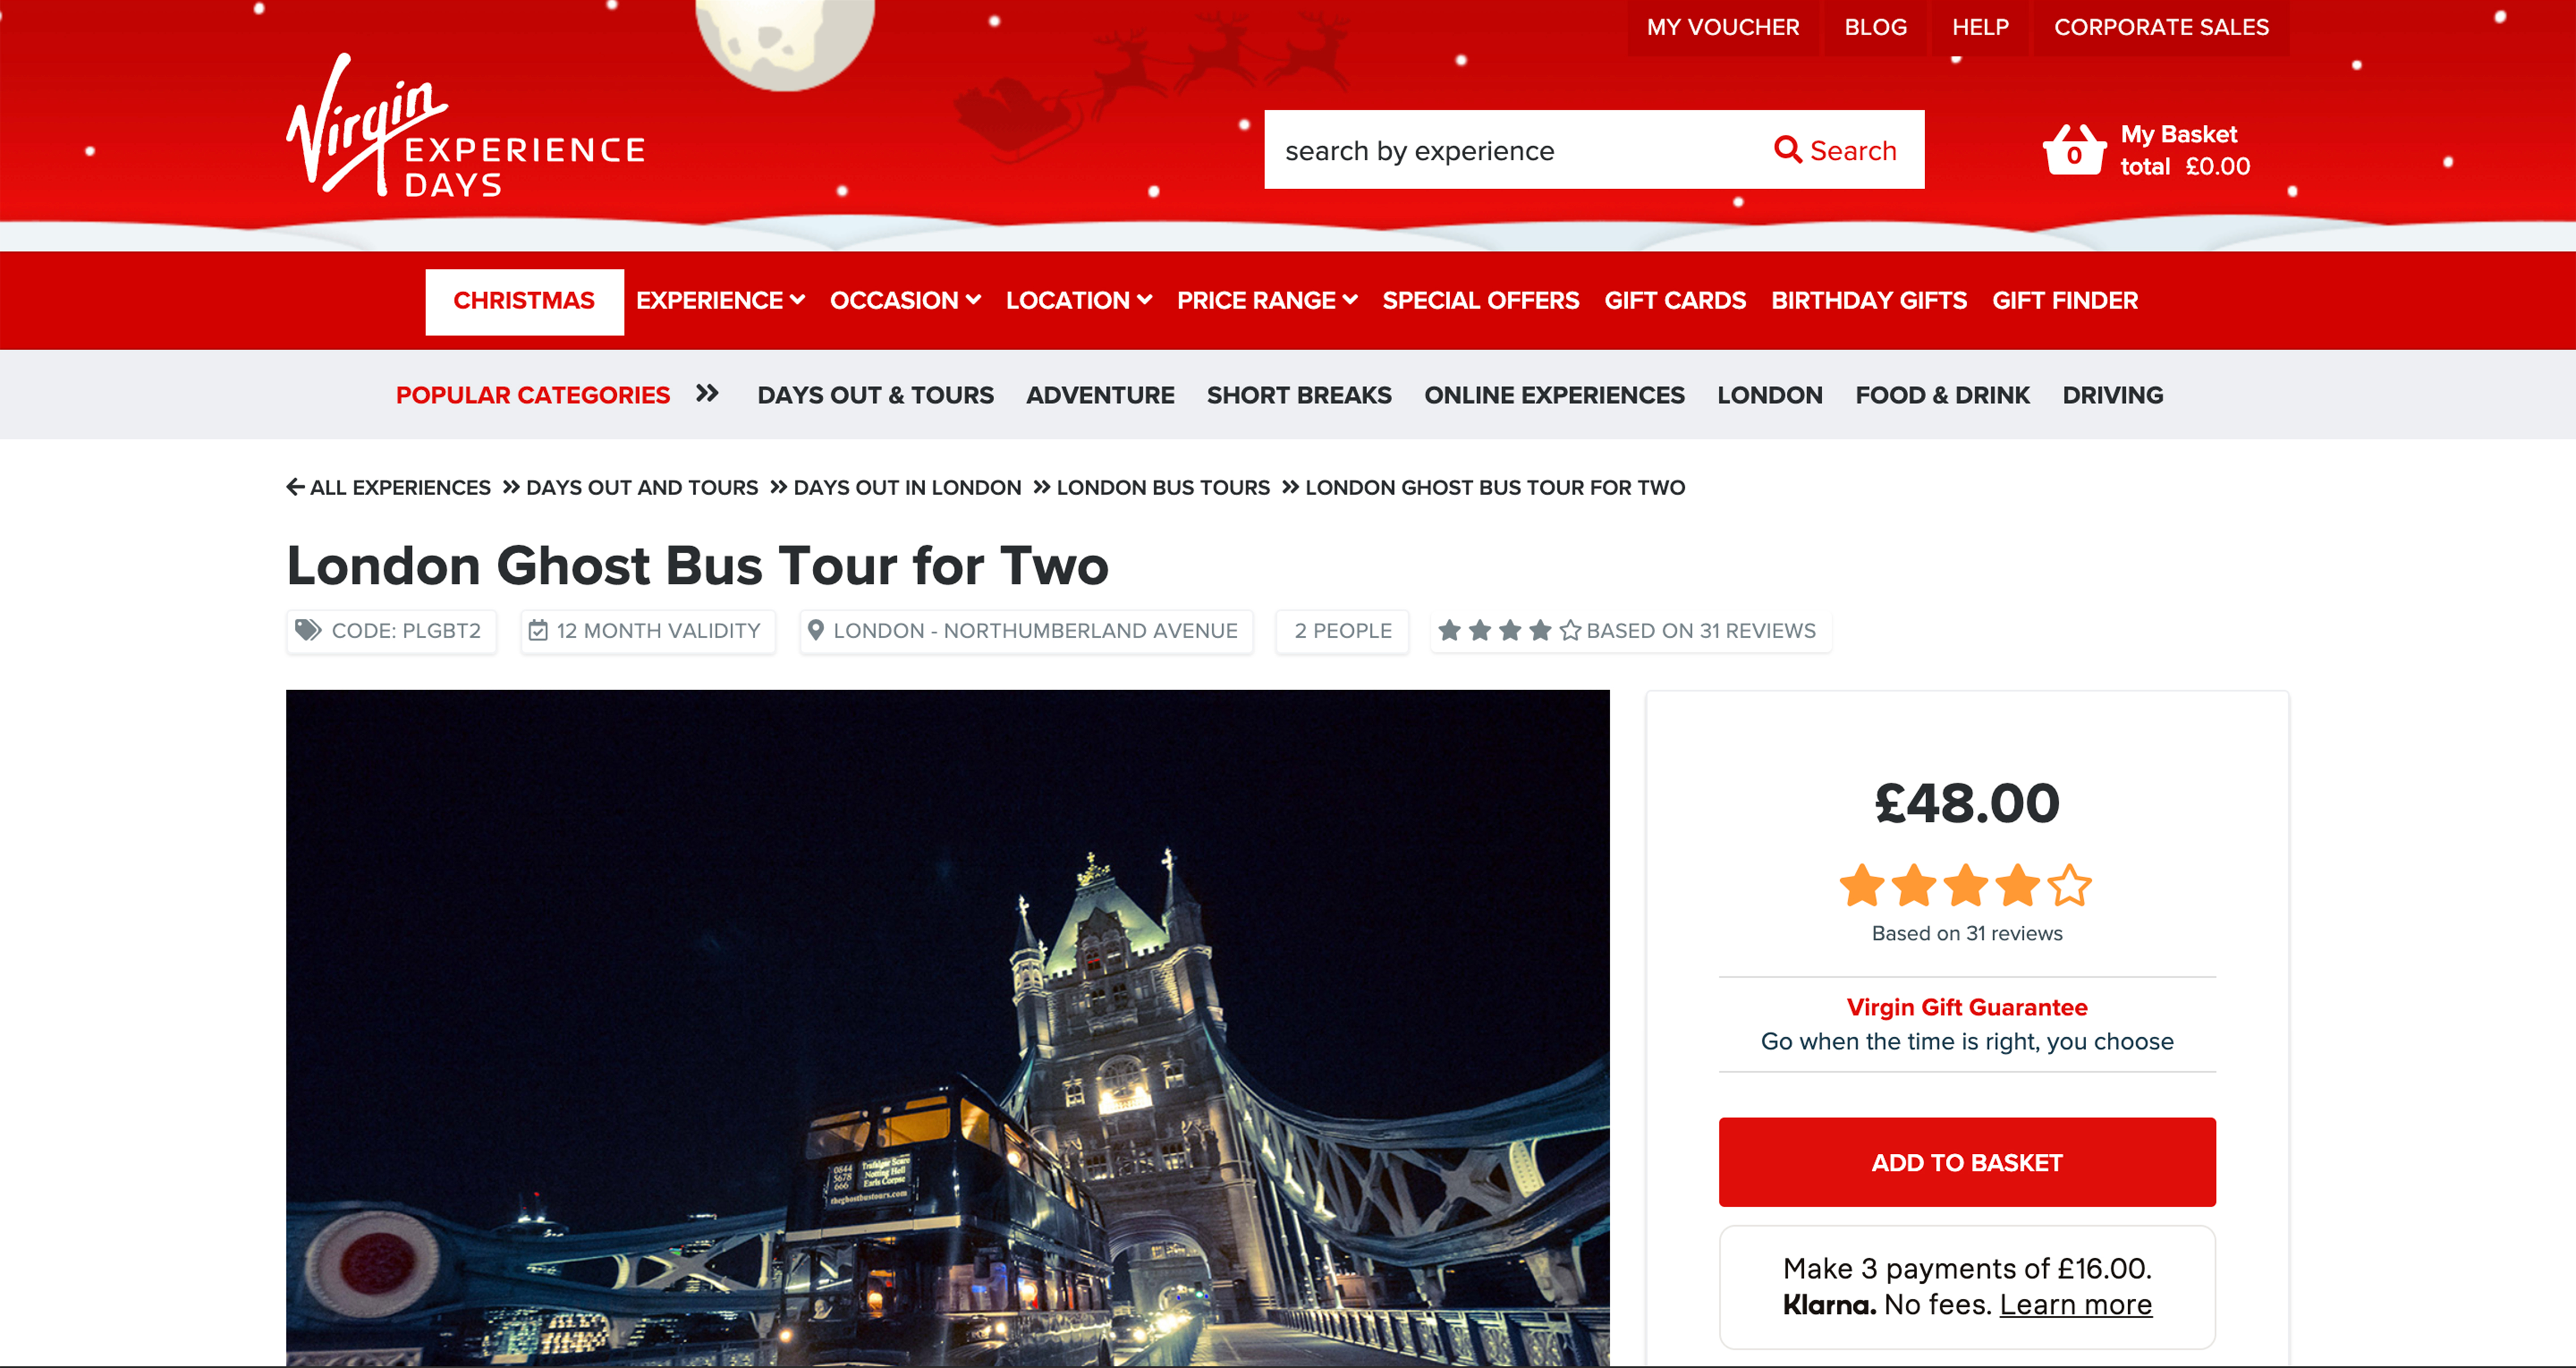 MY VOUCHER
BLOG
HELP
CORPORATE SALES
Virgin
EXPERIENCE
DAYS
search by experience
Search
0
My Basket
total £0.00
CHRISTMAS
EXPERIENCE
OCCASION
LOCATION
PRICE RANGE
SPECIAL OFFERS
GIFT CARDS
BIRTHDAY GIFTS
GIFT FINDER
POPULAR CATEGORIES
DAYS OUT & TOURS
ADVENTURE
SHORT BREAKS
ONLINE EXPERIENCES
LONDON
FOOD & DRINK
DRIVING
ALL EXPERIENCES » DAYS OUT AND TOURS » DAYS OUT IN LONDON » LONDON BUS TOURS » LONDON GHOST BUS TOUR FOR TWO
London Ghost Bus Tour for Two
CODE: PLGBT2
12 MONTH VALIDITY
LONDON - NORTHUMBERLAND AVENUE
2 PEOPLE
BASED ON 31 REVIEWS
0844
5678
666
Trafalgar Scare
Notting Hell
Earls Corpse
theghostbustours.com
£48.00
Based on 31 reviews
Virgin Gift Guarantee
Go when the time is right, you choose
ADD TO BASKET
Make 3 payments of £16.00.
Klarna. No fees. Learn more